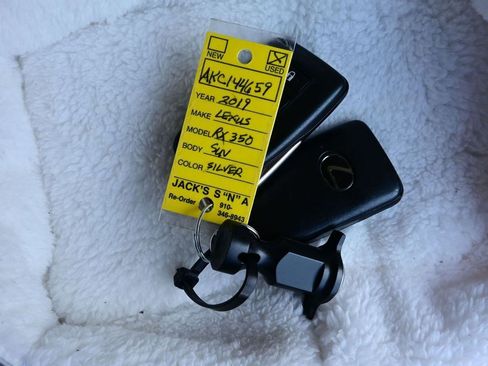 NEW
USED
AKC144659
YEAR 2019
MAKE LEXUS
MODEL RX 350
BODY SUV
COLOR SILVER
JACK'S S "N" A
Re-Order 910-
346-8943